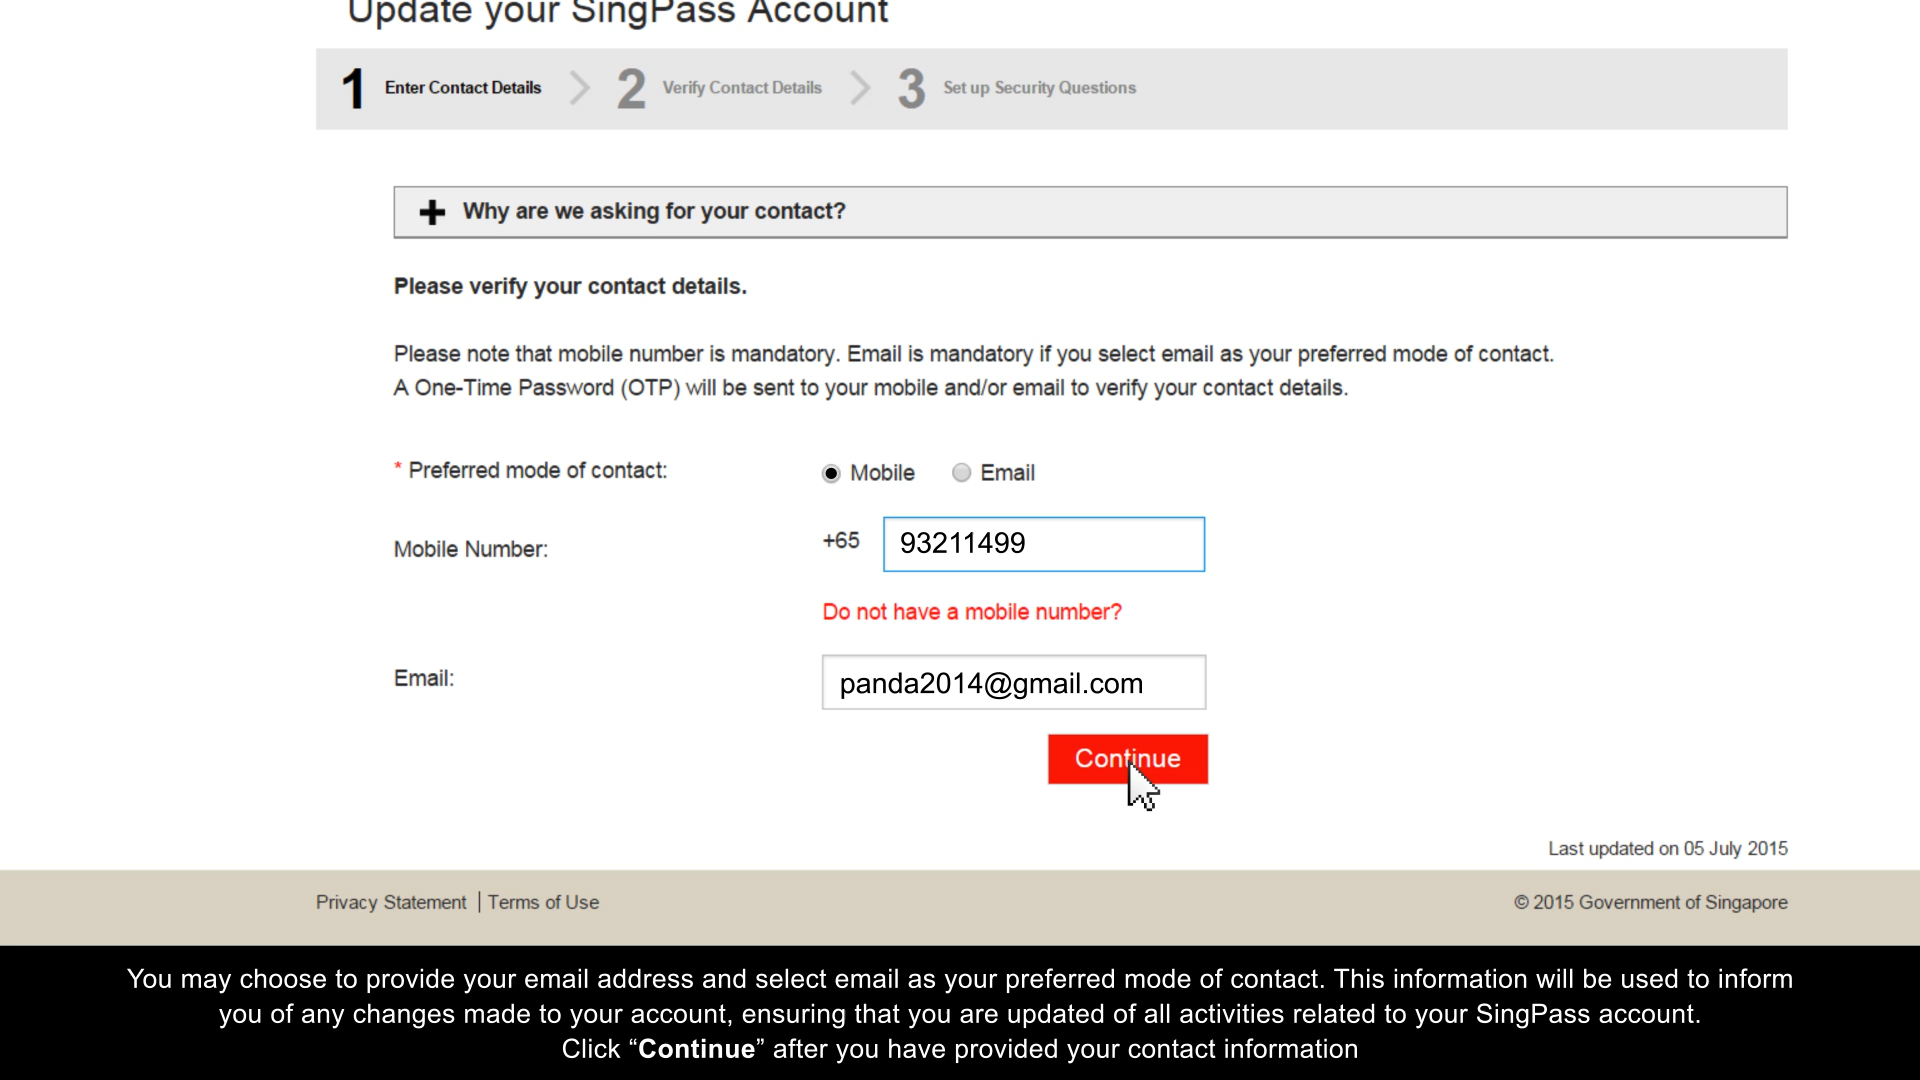 Update your SingPass Account
1 Enter Contact Details 2 Verify Contact Details 3 Set up Security Questions
Why are we asking for your contact?
Please verify your contact details.
Please note that mobile number is mandatory. Email is mandatory if you select email as your preferred mode of contact.
A One-Time Password (OTP) will be sent to your mobile and/or email to verify your contact details.
* Preferred mode of contact: Mobile Email
Mobile Number: +65 93211499
Do not have a mobile number?
Email: panda2014@gmail.com
Continue
Last updated on 05 July 2015
Privacy Statement | Terms of Use © 2015 Government of Singapore
You may choose to provide your email address and select email as your preferred mode of contact. This information will be used to inform
you of any changes made to your account, ensuring that you are updated of all activities related to your SingPass account.
Click “Continue” after you have provided your contact information